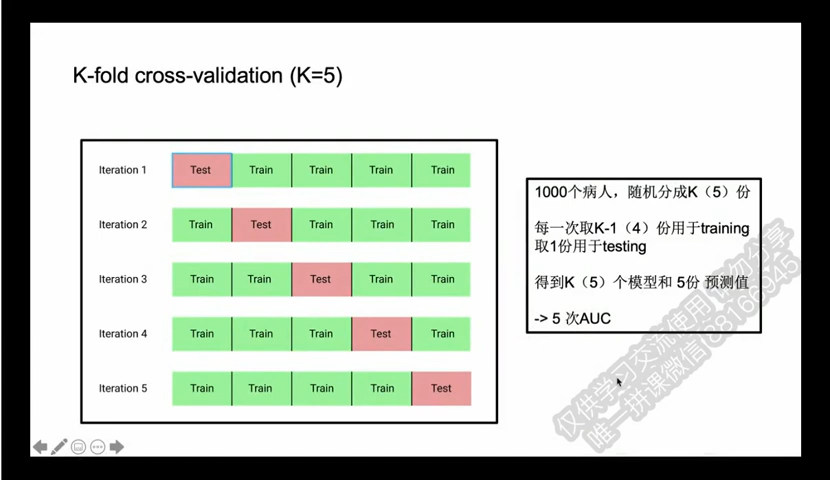 K-fold cross-validation (K=5)
Iteration 1 Test Train Train Train Train
Iteration 2 Train Test Train Train Train
Iteration 3 Train Train Test Train Train
Iteration 4 Train Train Train Test Train
Iteration 5 Train Train Train Train Test
1000个病人，随机分成K（5）份
每一次取K-1（4）份用于training
取1份用于testing
得到K（5）个模型和 5份 预测值
-> 5 次AUC
仅供学习交流使用 请勿分享
唯一拼课微信